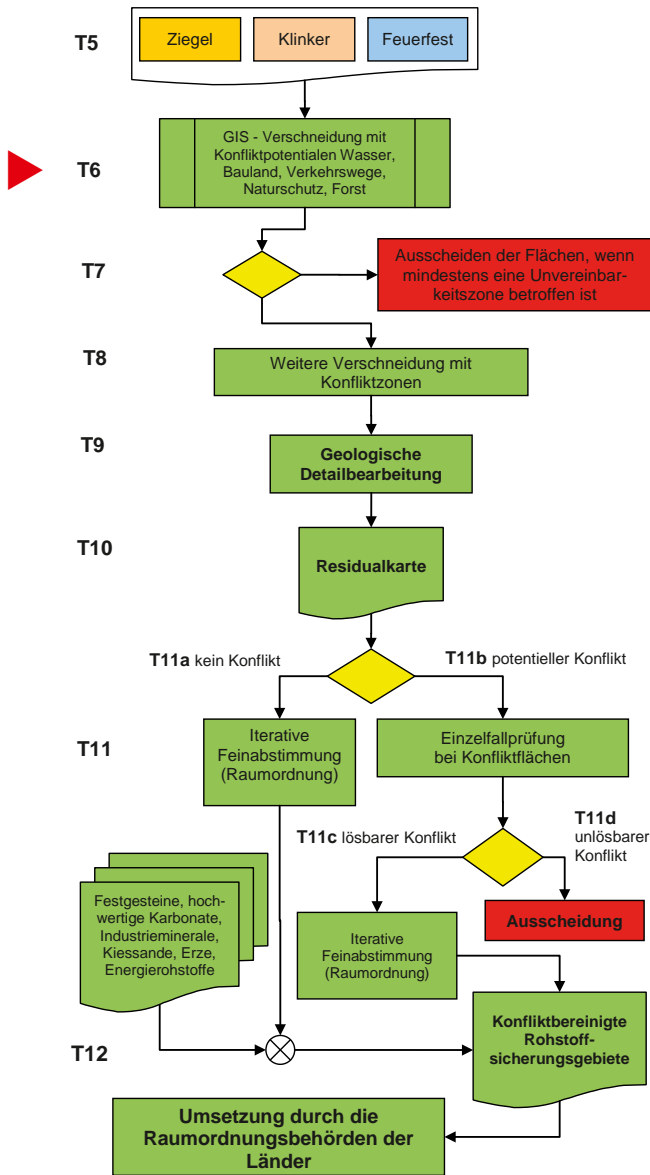 T5
Ziegel
Klinker
Feuerfest
T6
GIS - Verschneidung mit
Konfliktpotentialen Wasser,
Bauland, Verkehrswege,
Naturschutz, Forst
T7
Ausscheiden der Flächen, wenn
mindestens eine Unvereinbar-
keitszone betroffen ist
T8
Weitere Verschneidung mit
Konfliktzonen
T9
Geologische
Detailbearbeitung
T10
Residualkarte
T11a kein Konflikt
T11b potentieller Konflikt
T11
Iterative
Feinabstimmung
(Raumordnung)
Einzelfallprüfung
bei Konfliktflächen
T11c lösbarer Konflikt
T11d
unlösbarer
Konflikt
Festgesteine, hoch-
wertige Karbonate,
Industrieminerale,
Kiessande, Erze,
Energierohstoffe
Iterative
Feinabstimmung
(Raumordnung)
Ausscheidung
T12
Konfliktbereinigte
Rohstoff-
sicherungsgebiete
Umsetzung durch die
Raumordnungsbehörden der
Länder